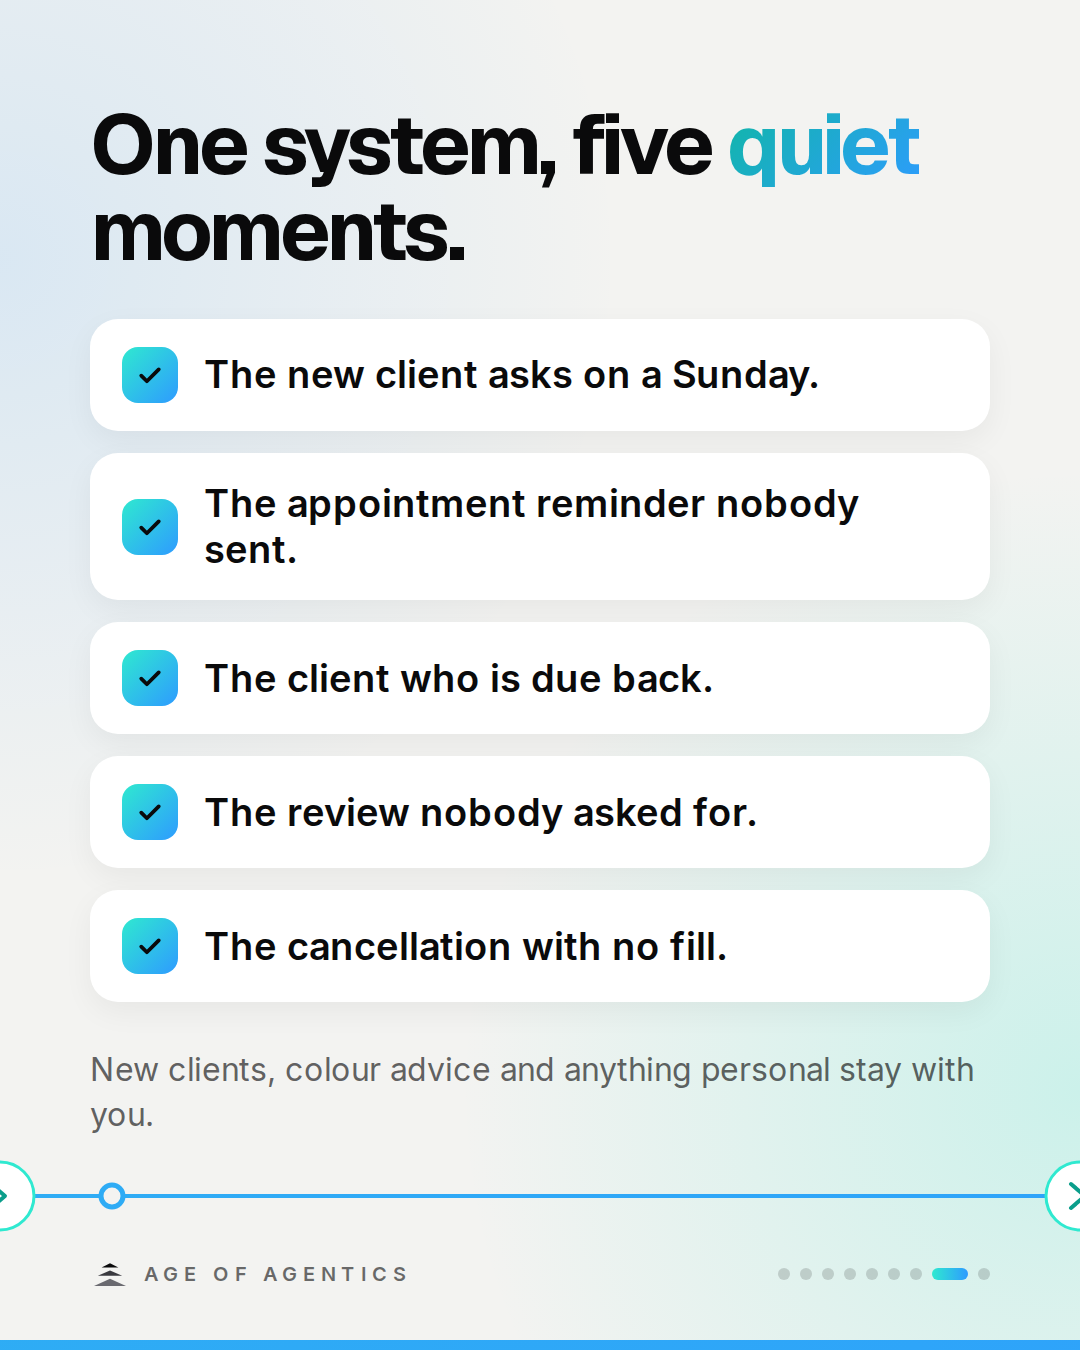 One system, five quiet
moments.
The new client asks on a Sunday.
The appointment reminder nobody
sent.
The client who is due back.
The review nobody asked for.
The cancellation with no fill.
New clients, colour advice and anything personal stay with
you.
AGE OF AGENTICS